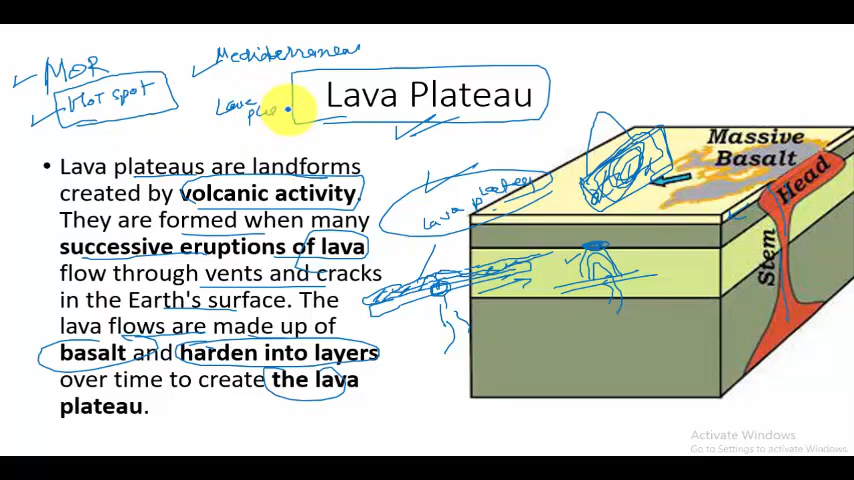 MOR
Mediterranean
Hot spot
Lava
Lava Plateau
Massive
Basalt
Head
Stem
lava plateau
• Lava plateaus are landforms
created by volcanic activity.
They are formed when many
successive eruptions of lava
flow through vents and cracks
in the Earth's surface. The
lava flows are made up of
basalt and harden into layers
over time to create the lava
plateau.
Activate Windows
Go to Settings to activate Windows.